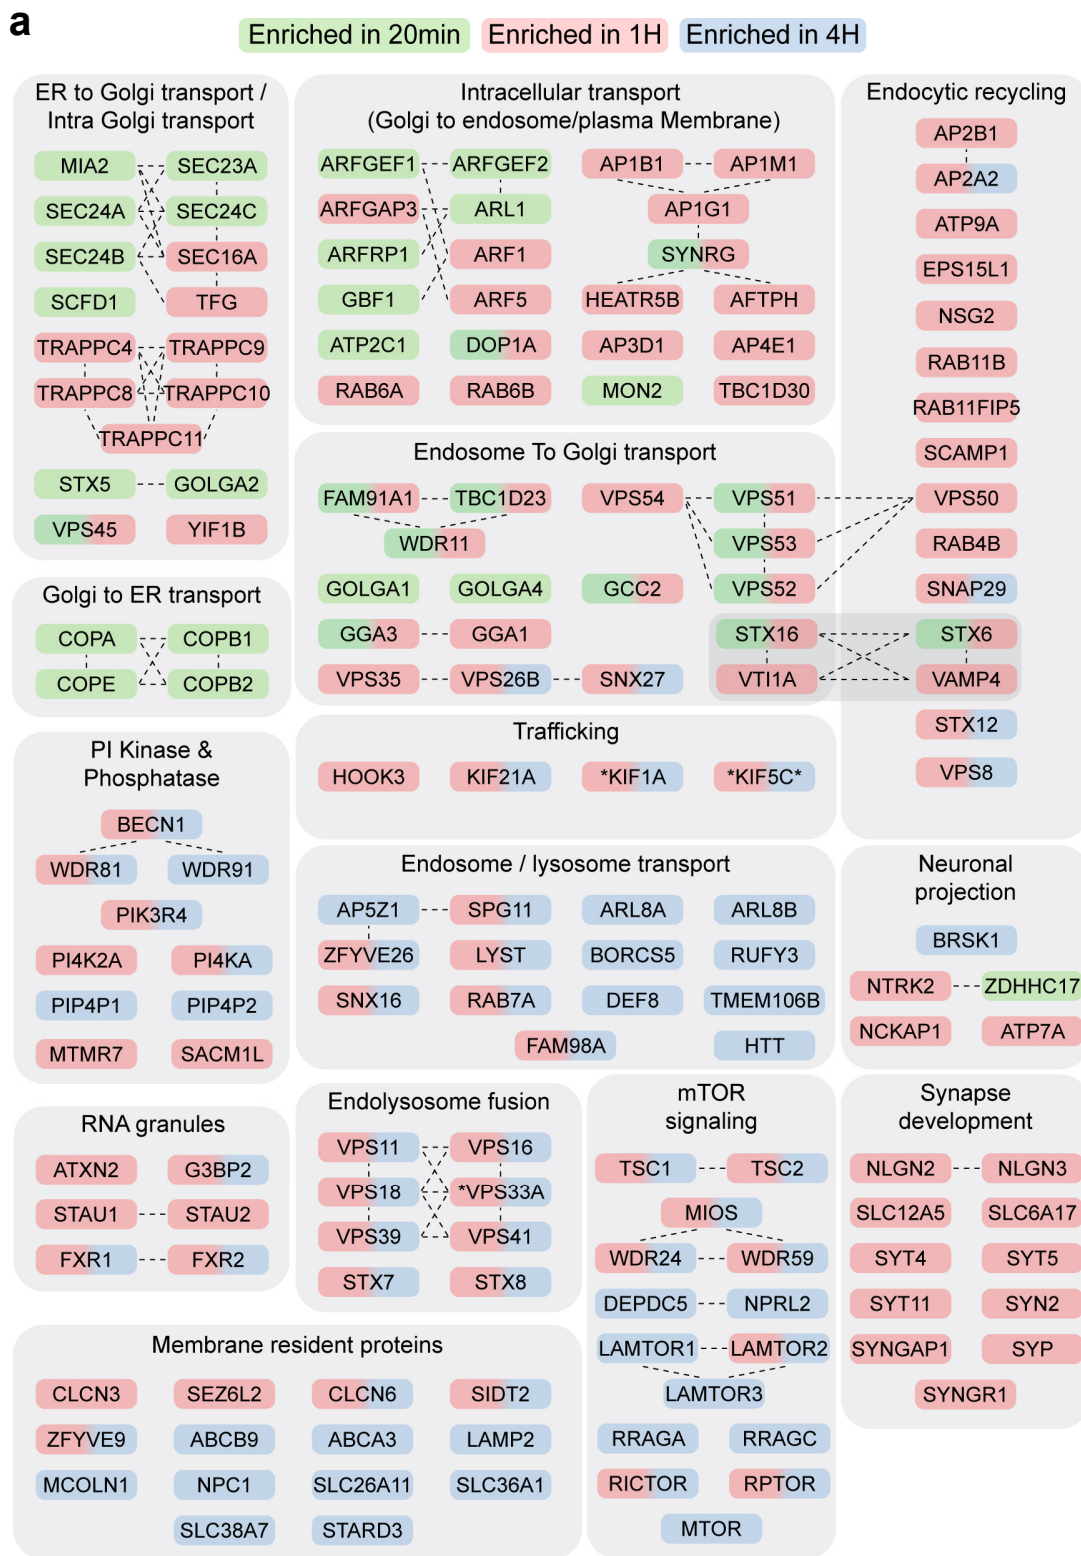 a
Enriched in 20min Enriched in 1H Enriched in 4H
ER to Golgi transport /
Intra Golgi transport
MIA2 SEC23A
SEC24A SEC24C
SEC24B SEC16A
SCFD1 TFG
TRAPPC4 TRAPPC9
TRAPPC8 TRAPPC10
TRAPPC11
STX5 GOLGA2
VPS45 YIF1B
Golgi to ER transport
COPA COPB1
COPE COPB2
PI Kinase &
Phosphatase
BECN1
WDR81 WDR91
PIK3R4
PI4K2A PI4KA
PIP4P1 PIP4P2
MTMR7 SACM1L
RNA granules
ATXN2 G3BP2
STAU1 STAU2
FXR1 FXR2
Intracellular transport
(Golgi to endosome/plasma Membrane)
ARFGEF1 ARFGEF2 AP1B1 AP1M1
ARFGAP3 ARL1 AP1G1
ARFRP1 ARF1 SYNRG
GBF1 ARF5 HEATR5B AFTPH
ATP2C1 DOP1A AP3D1 AP4E1
RAB6A RAB6B MON2 TBC1D30
Endosome To Golgi transport
FAM91A1 TBC1D23 VPS54 VPS51
WDR11 VPS53
GOLGA1 GOLGA4 GCC2 VPS52
GGA3 GGA1 STX16
VPS35 VPS26B SNX27 VTI1A
Trafficking
HOOK3 KIF21A *KIF1A *KIF5C*
Endosome / lysosome transport
AP5Z1 SPG11 ARL8A ARL8B
ZFYVE26 LYST BORCS5 RUFY3
SNX16 RAB7A DEF8 TMEM106B
FAM98A HTT
Endocytic recycling
AP2B1
AP2A2
ATP9A
EPS15L1
NSG2
RAB11B
RAB11FIP5
SCAMP1
VPS50
RAB4B
SNAP29
STX6
VAMP4
STX12
VPS8
Neuronal
projection
BRSK1
NTRK2 ZDHHC17
NCKAP1 ATP7A
Endolysosome fusion
VPS11 VPS16
VPS18 *VPS33A
VPS39 VPS41
STX7 STX8
mTOR
signaling
TSC1 TSC2
MIOS
WDR24 WDR59
DEPDC5 NPRL2
LAMTOR1 LAMTOR2
LAMTOR3
RRAGA RRAGC
RICTOR RPTOR
MTOR
Synapse
development
NLGN2 NLGN3
SLC12A5 SLC6A17
SYT4 SYT5
SYT11 SYN2
SYNGAP1 SYP
SYNGR1
Membrane resident proteins
CLCN3 SEZ6L2 CLCN6 SIDT2
ZFYVE9 ABCB9 ABCA3 LAMP2
MCOLN1 NPC1 SLC26A11 SLC36A1
SLC38A7 STARD3